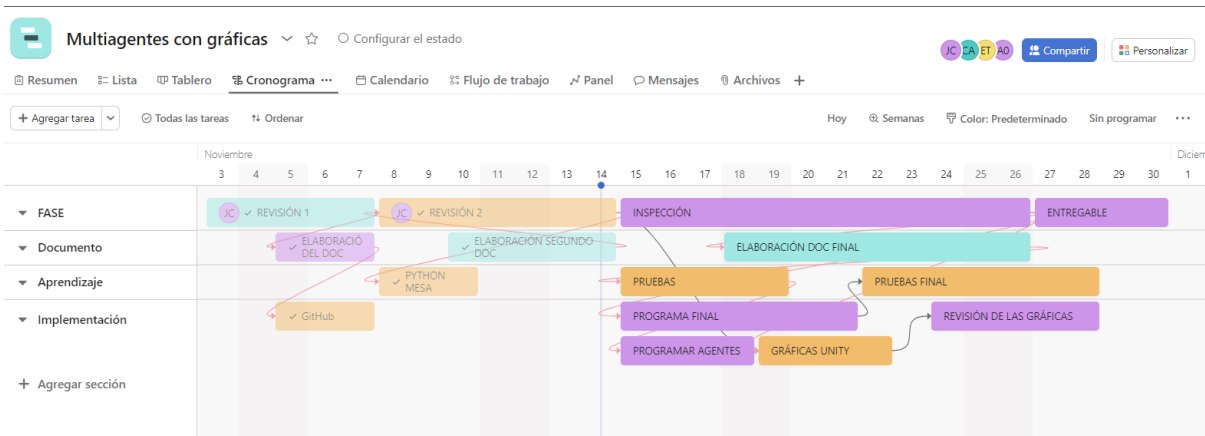 Multiagentes con gráficas
Configurar el estado
JC CA ET A0
Compartir
Personalizar
Resumen Lista Tablero Cronograma ... Calendario Flujo de trabajo Panel Mensajes Archivos +
+ Agregar tarea
Todas las tareas
Ordenar
Hoy
Semanas
Color: Predeterminado
Sin programar
...
Noviembre
Diciem
3 4 5 6 7 8 9 10 11 12 13 14 15 16 17 18 19 20 21 22 23 24 25 26 27 28 29 30 1
FASE
JC REVISIÓN 1
JC REVISIÓN 2
INSPECCIÓN
ENTREGABLE
Documento
ELABORACIÓ
DEL DOC
ELABORACIÓN SEGUNDO
DOC
ELABORACIÓN DOC FINAL
Aprendizaje
PYTHON
MESA
PRUEBAS
PRUEBAS FINAL
Implementación
GitHub
PROGRAMA FINAL
REVISIÓN DE LAS GRÁFICAS
PROGRAMAR AGENTES
GRÁFICAS UNITY
+ Agregar sección